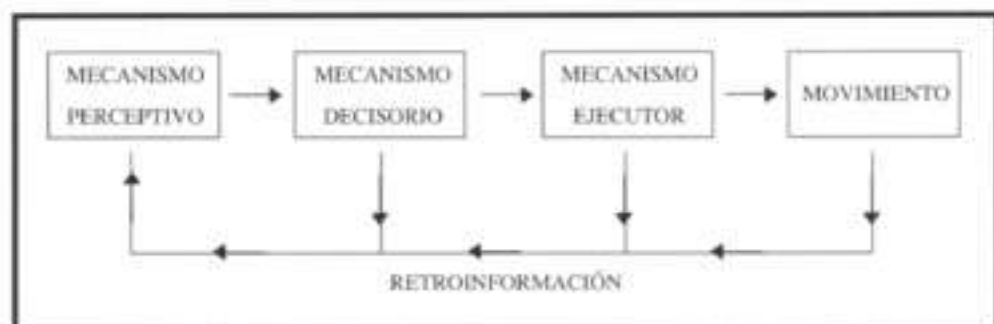 MECANISMO
PERCEPTIVO
MECANISMO
DECISORIO
MECANISMO
EJECUTOR
MOVIMIENTO
RETROINFORMACIÓN